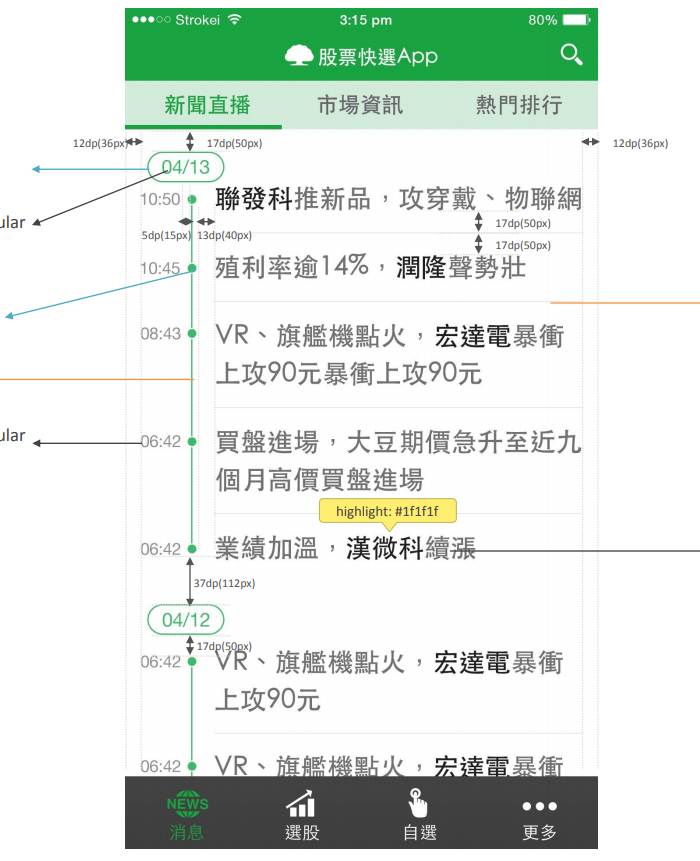 Strokei 3:15 pm 80%
股票快選App
新聞直播 市場資訊 熱門排行
12dp(36px) 17dp(50px) 12dp(36px)
04/13
ular
10:50 聯發科推新品，攻穿戴、物聯網
17dp(50px)
5dp(15px) 13dp(40px)
17dp(50px)
10:45 殖利率逾14%，潤隆聲勢壯
08:43 VR、旗艦機點火，宏達電暴衝
上攻90元暴衝上攻90元
ular
06:42 買盤進場，大豆期價急升至近九
個月高價買盤進場
highlight: #1f1f1f
06:42 業績加溫，漢微科續漲
37dp(112px)
04/12
17dp(50px)
06:42 VR、旗艦機點火，宏達電暴衝
上攻90元
06:42 VR、旗艦機點火，宏達電暴衝
NEWS
消息 選股 自選 更多